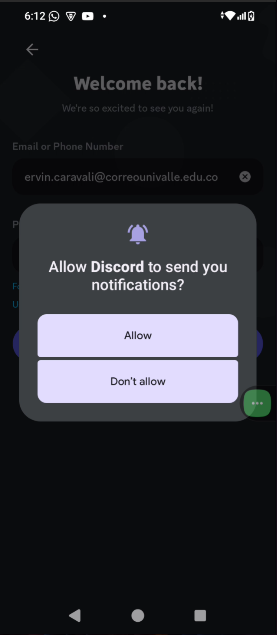 6:12
Welcome back!
We're so excited to see you again!
Email or Phone Number
ervin.caravali@correounivalle.edu.co
Allow Discord to send you
notifications?
Allow
Don't allow